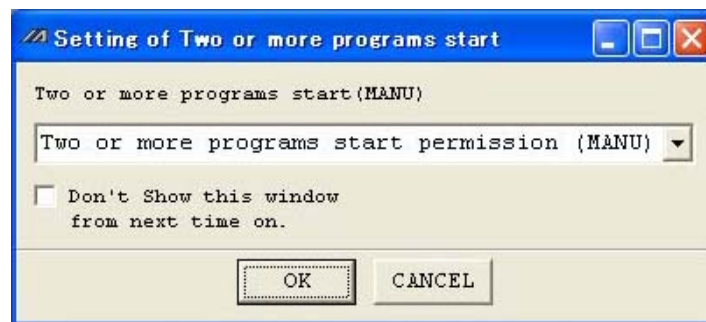 Setting of Two or more programs start
Two or more programs start(MANU)
Two or more programs start permission (MANU)
Don't Show this window
from next time on.
OK CANCEL